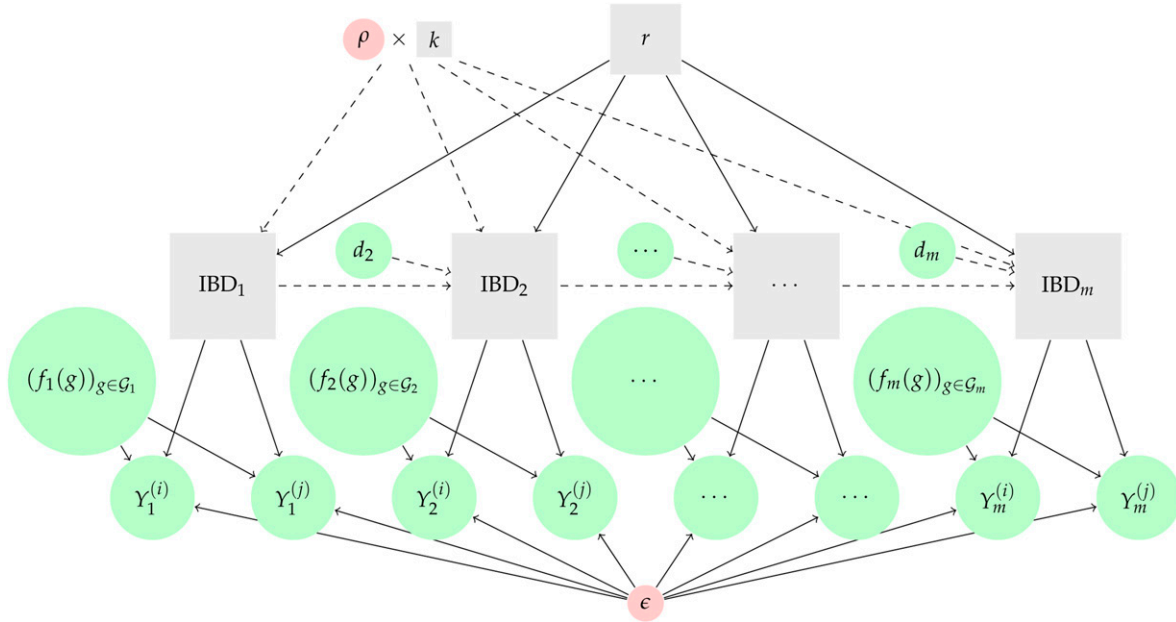 ρ × k r
d₂ ⋯ dₘ
IBD₁ IBD₂ ⋯ IBDₘ
(f₁(g))_{g∈𝒢₁} (f₂(g))_{g∈𝒢₂} ⋯ (fₘ(g))_{g∈𝒢ₘ}
Y₁⁽ⁱ⁾ Y₁⁽ʲ⁾ Y₂⁽ⁱ⁾ Y₂⁽ʲ⁾ ⋯ ⋯ Yₘ⁽ⁱ⁾ Yₘ⁽ʲ⁾
ϵ